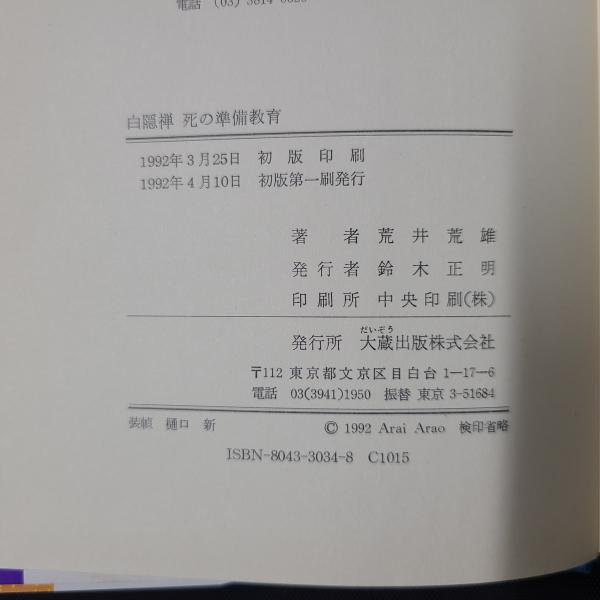 電話 (03) 3814
白隠禅 死の準備教育
1992年3月25日 初版印刷
1992年4月10日 初版第一刷発行
著者 荒井荒雄
発行者 鈴木正明
印刷所 中央印刷(株)
だいぞう
発行所 大蔵出版株式会社
〒112 東京都文京区目白台 1-17-6
電話 03(3941)1950 振替 東京 3-51684
装幀 樋口 新
© 1992 Arai Arao 検印省略
ISBN-8043-3034-8 C1015